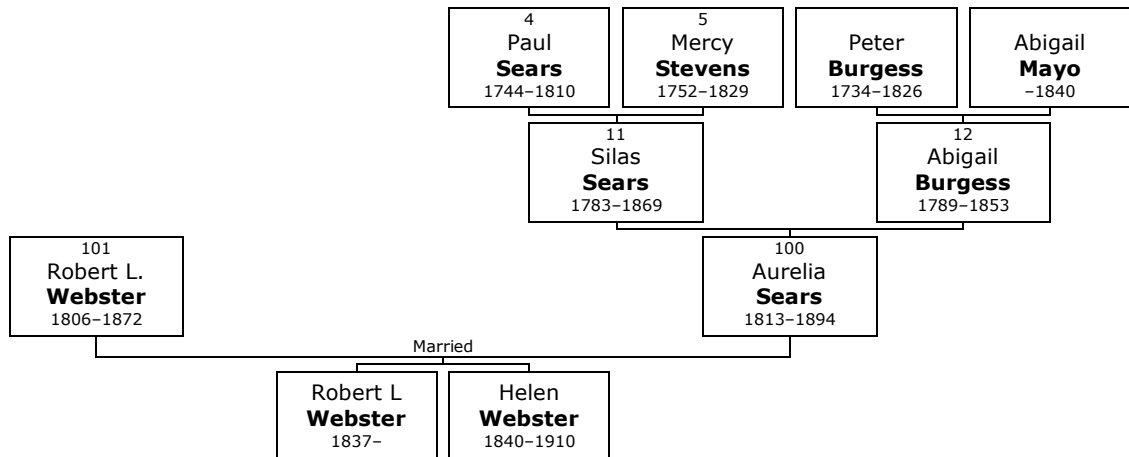 4
Paul
Sears
1744–1810
5
Mercy
Stevens
1752–1829
Peter
Burgess
1734–1826
Abigail
Mayo
–1840
11
Silas
Sears
1783–1869
12
Abigail
Burgess
1789–1853
101
Robert L.
Webster
1806–1872
100
Aurelia
Sears
1813–1894
Married
Robert L
Webster
1837–
Helen
Webster
1840–1910